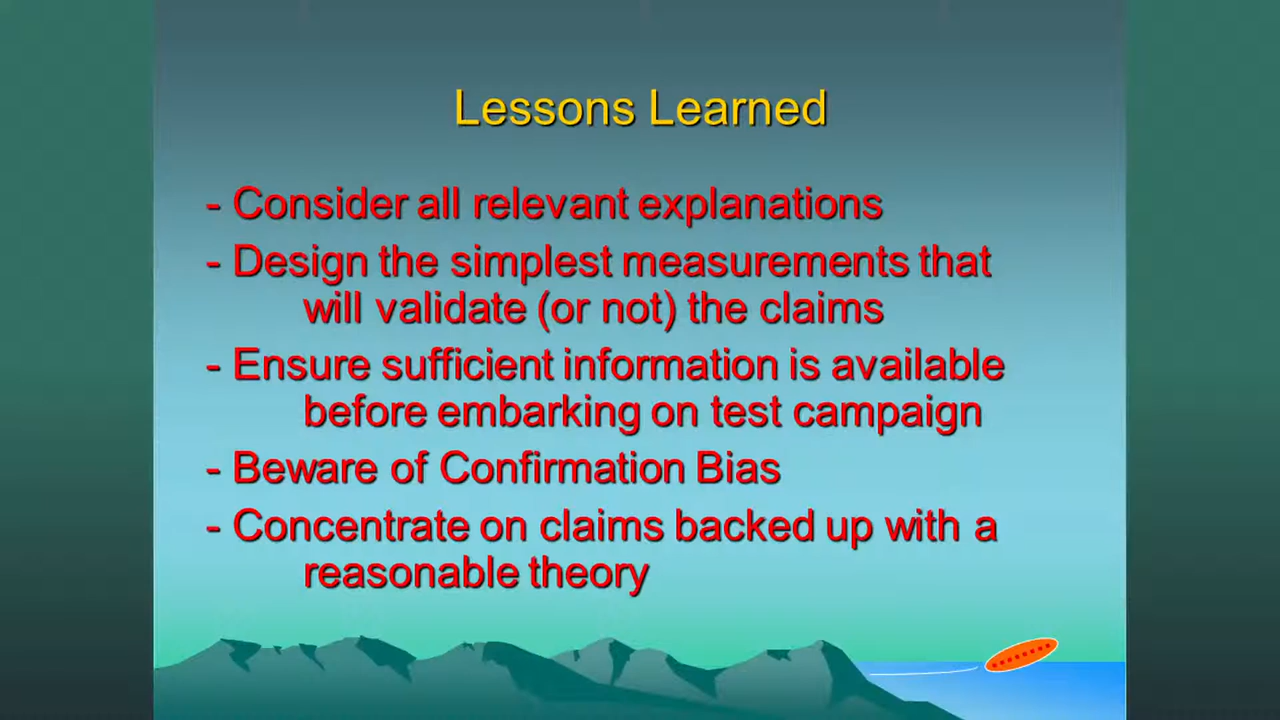 Lessons Learned
- Consider all relevant explanations
- Design the simplest measurements that
will validate (or not) the claims
- Ensure sufficient information is available
before embarking on test campaign
- Beware of Confirmation Bias
- Concentrate on claims backed up with a
reasonable theory